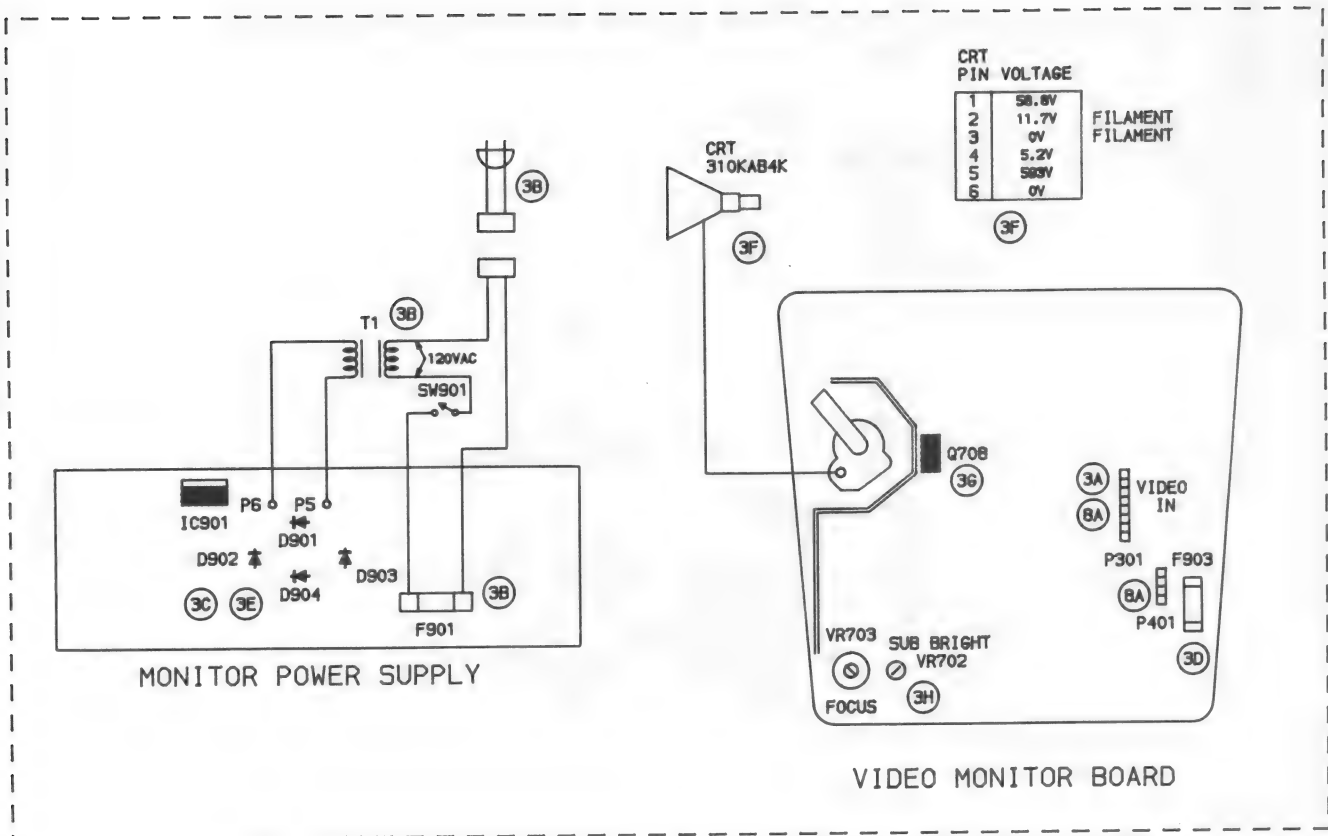 CRT
PIN VOLTAGE
1 58.8V
2 11.7V FILAMENT
3 0V FILAMENT
4 5.2V
5 593V
6 0V
3F
CRT
310KAB4K
3F
3B
T1
3B
120VAC
SW901
IC901
P6
P5
D901
D902
D903
D904
3C
3E
F901
3B
MONITOR POWER SUPPLY
Q708
3G
3A
8A
VIDEO
IN
P301
F903
8A
P401
3D
VR703
SUB BRIGHT
VR702
FOCUS
3H
VIDEO MONITOR BOARD